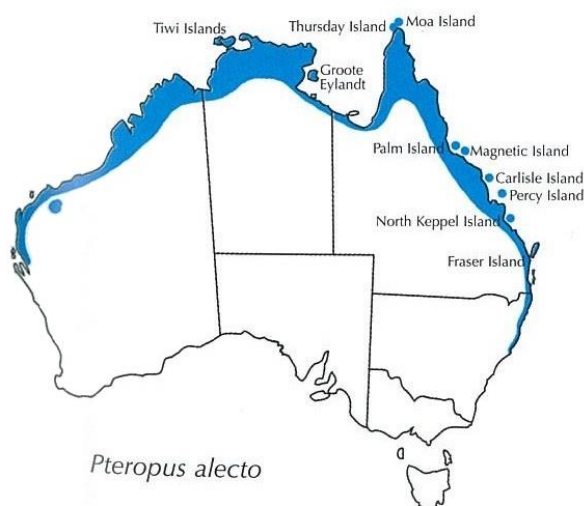 Tiwi Islands
Thursday Island
Moa Island
Groote
Eylandt
Palm Island
Magnetic Island
Carlisle Island
Percy Island
North Keppel Island
Fraser Island
Pteropus alecto